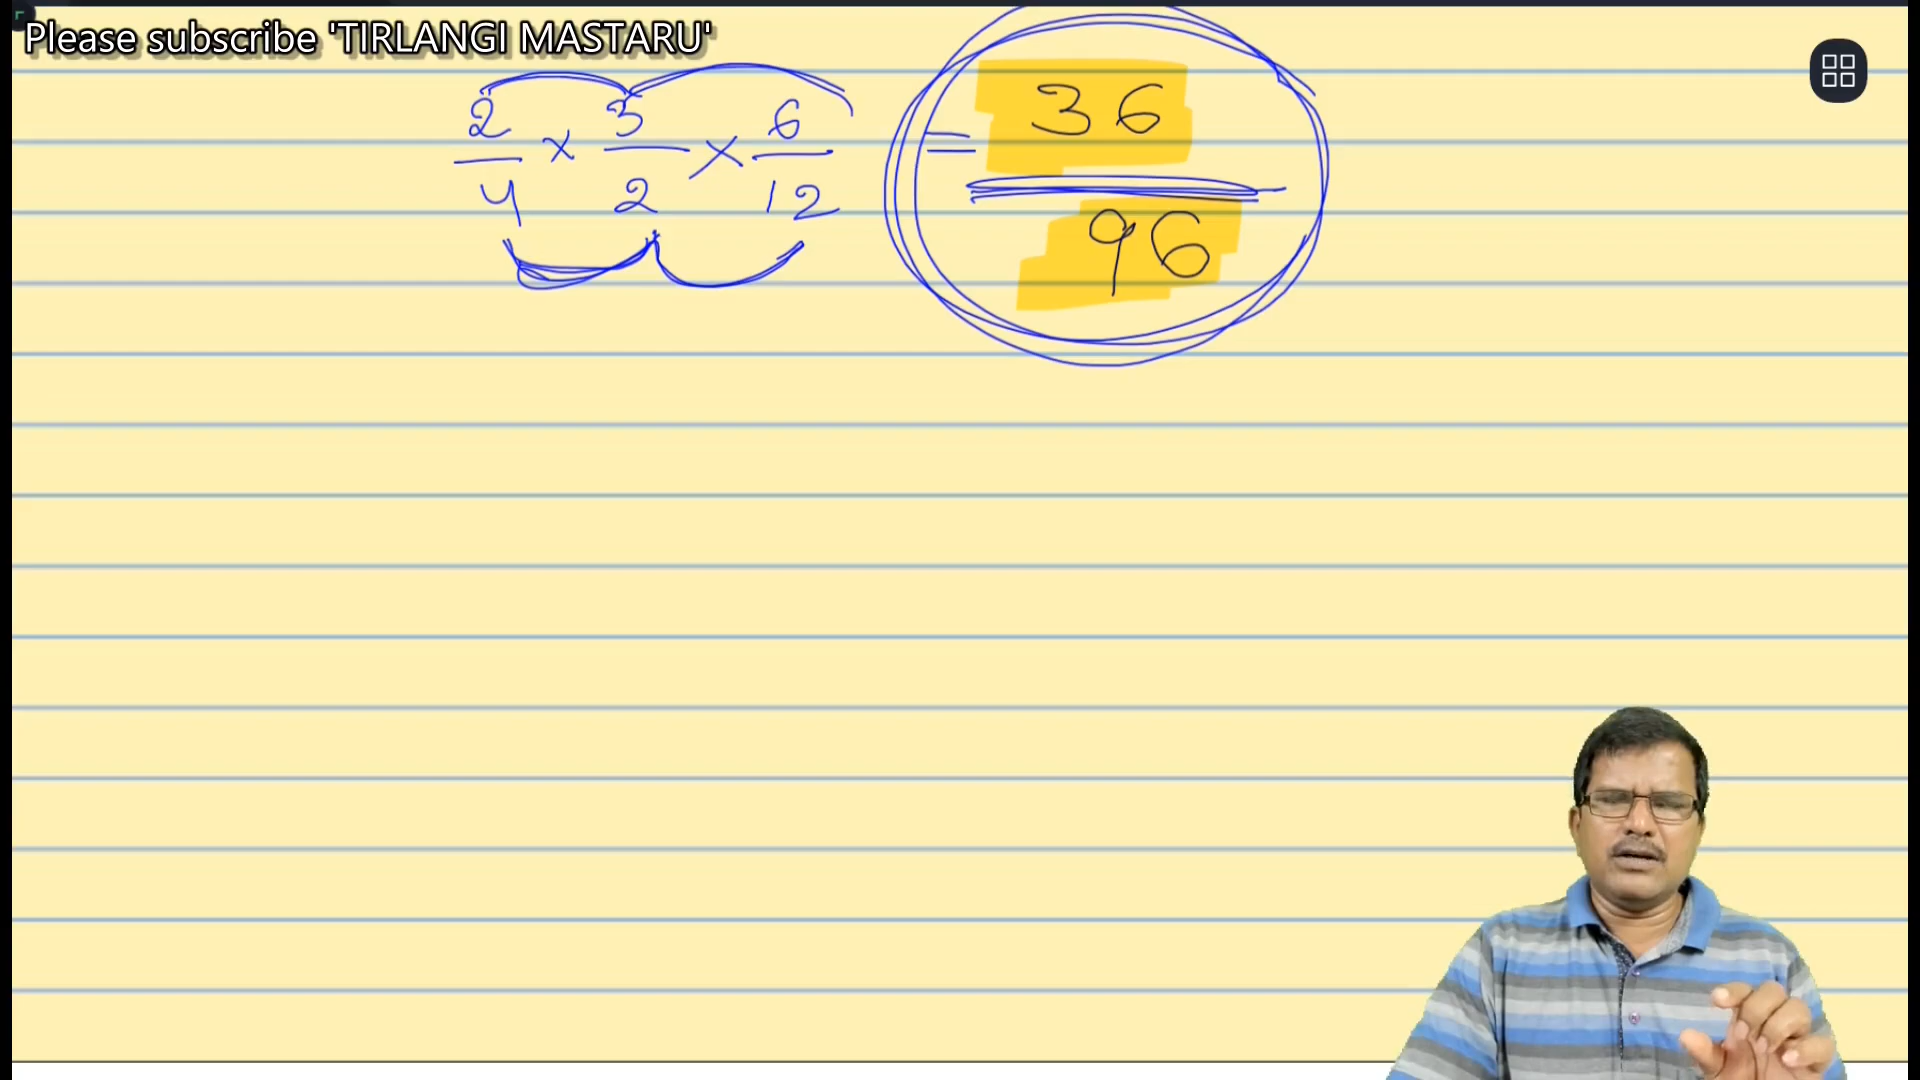 Please subscribe 'TIRLANGI MASTARU'
2/4 × 3/2 × 6/12 = 36/96